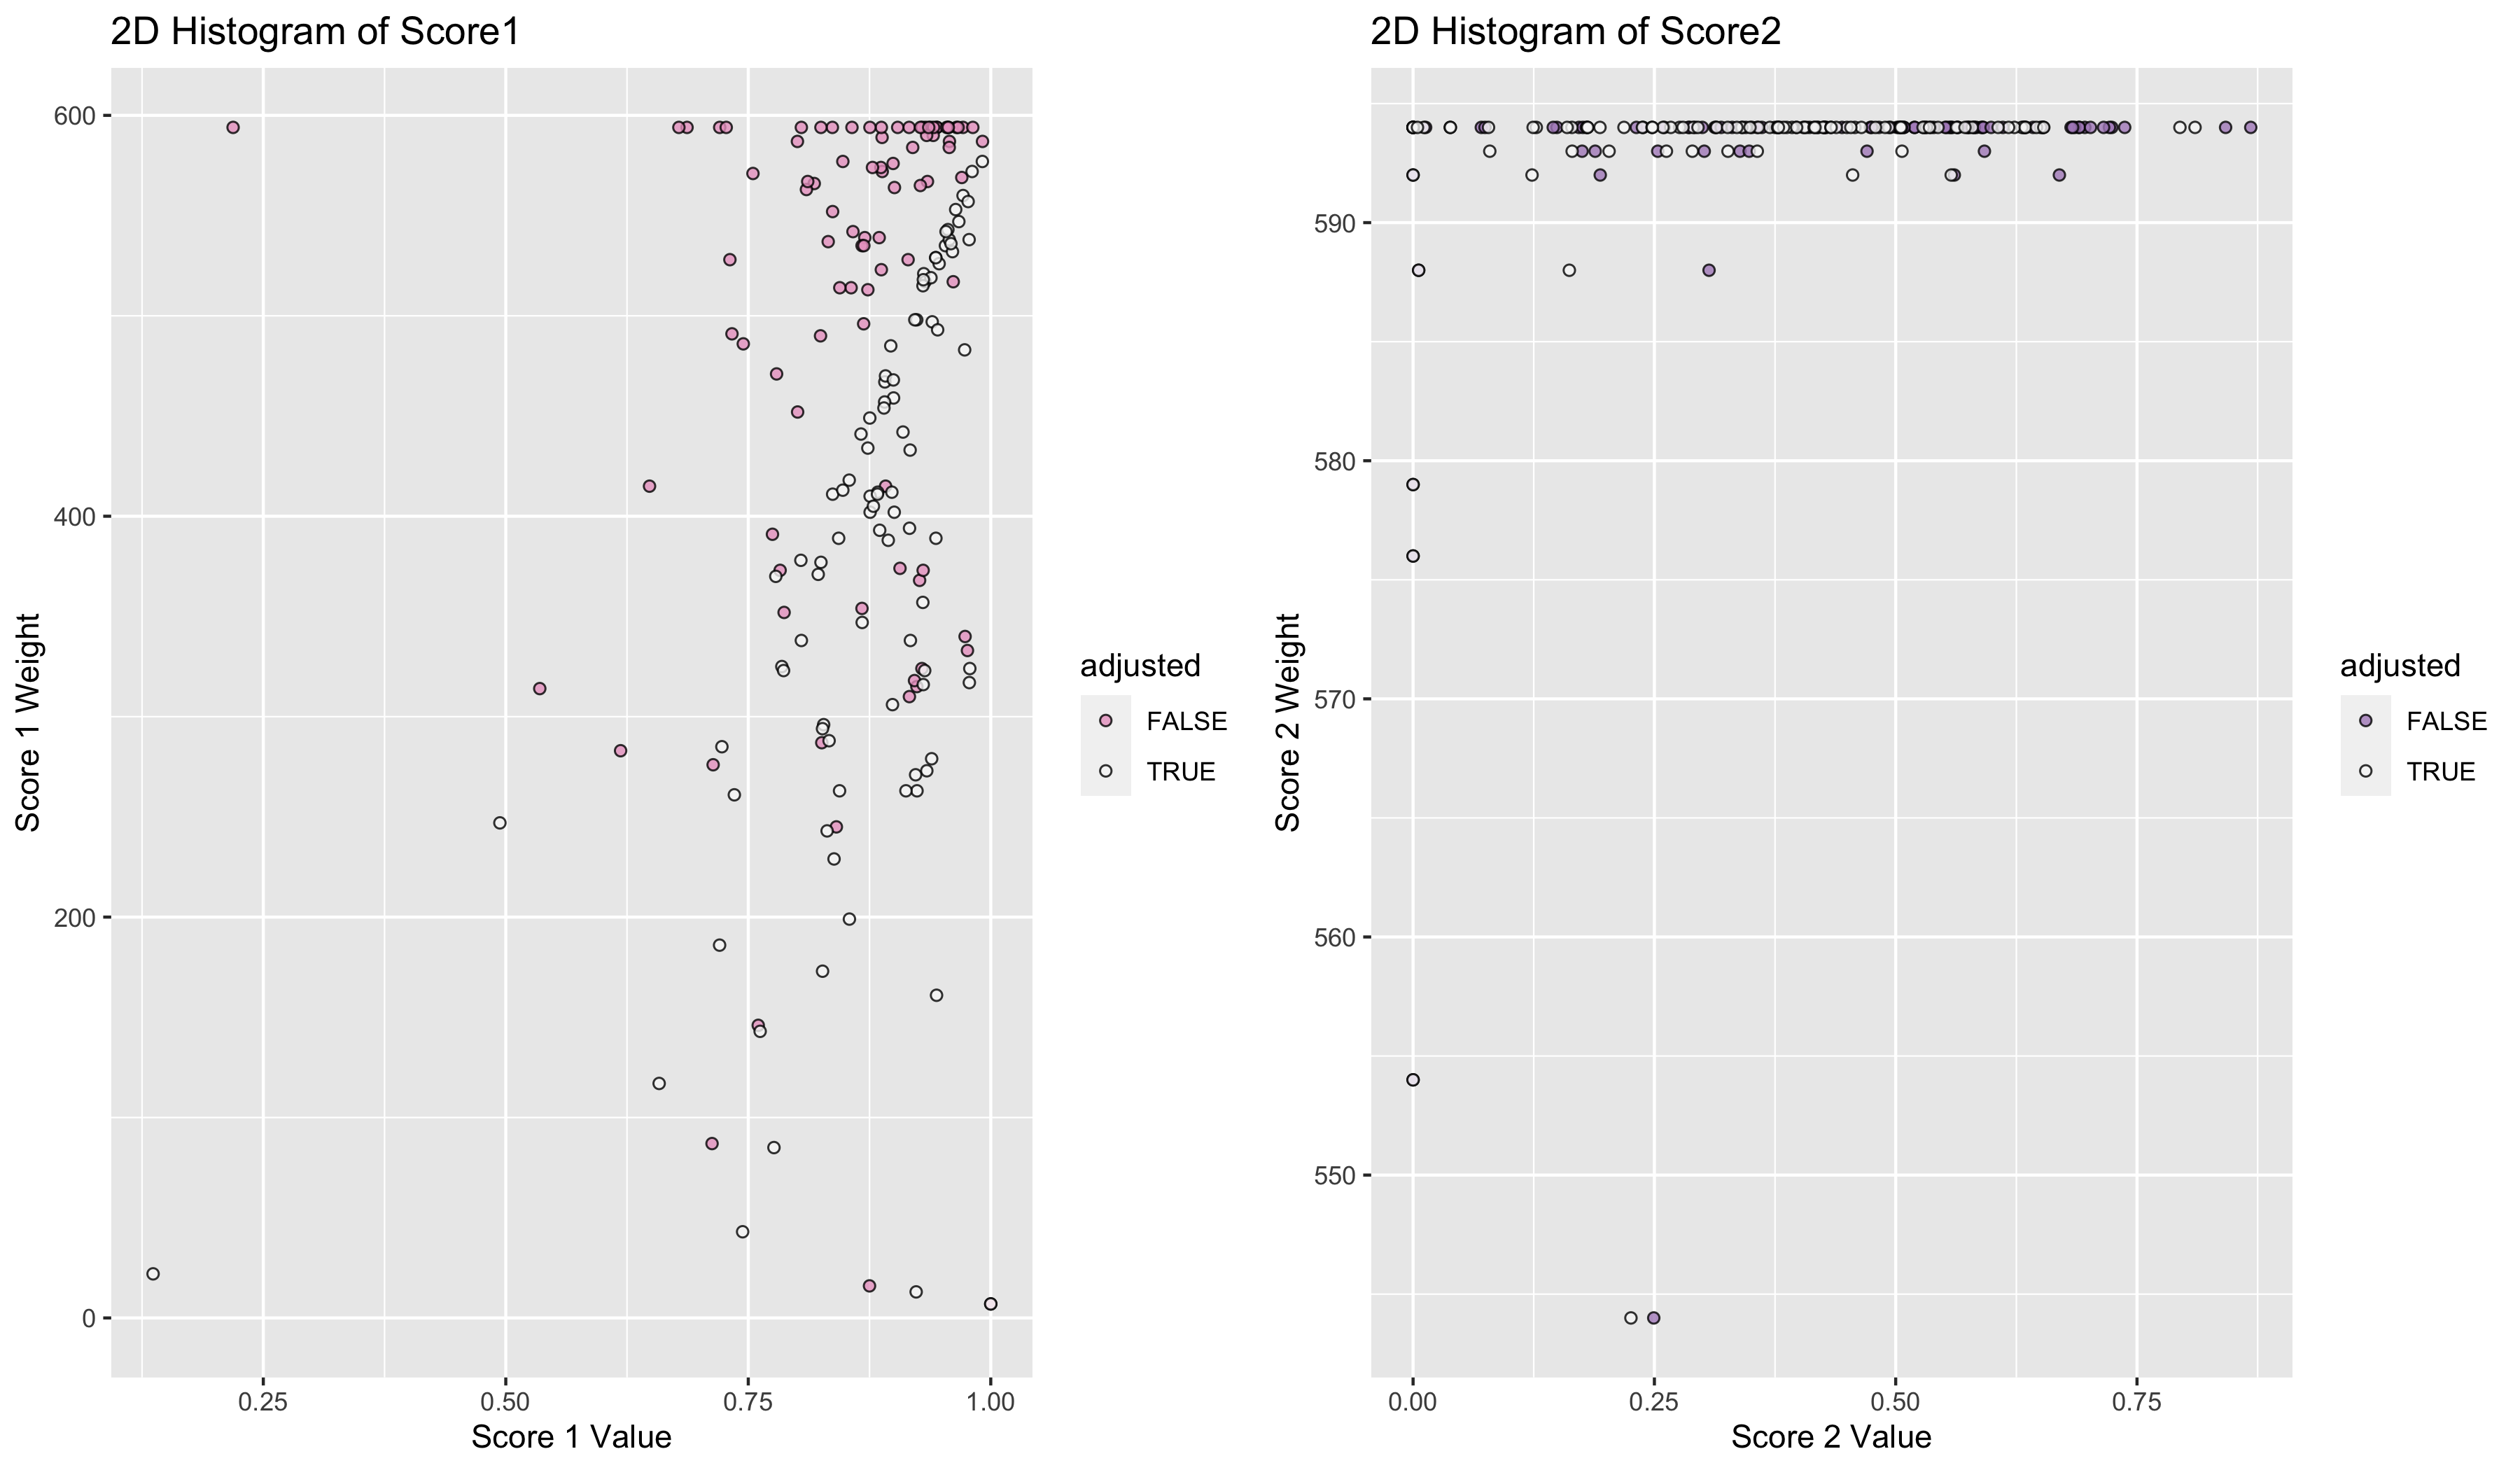 2D Histogram of Score1
600
400
200
0
Score 1 Weight
0.25
0.50
0.75
1.00
Score 1 Value
adjusted
FALSE
TRUE
2D Histogram of Score2
590
580
570
560
550
Score 2 Weight
0.00
0.25
0.50
0.75
Score 2 Value
adjusted
FALSE
TRUE